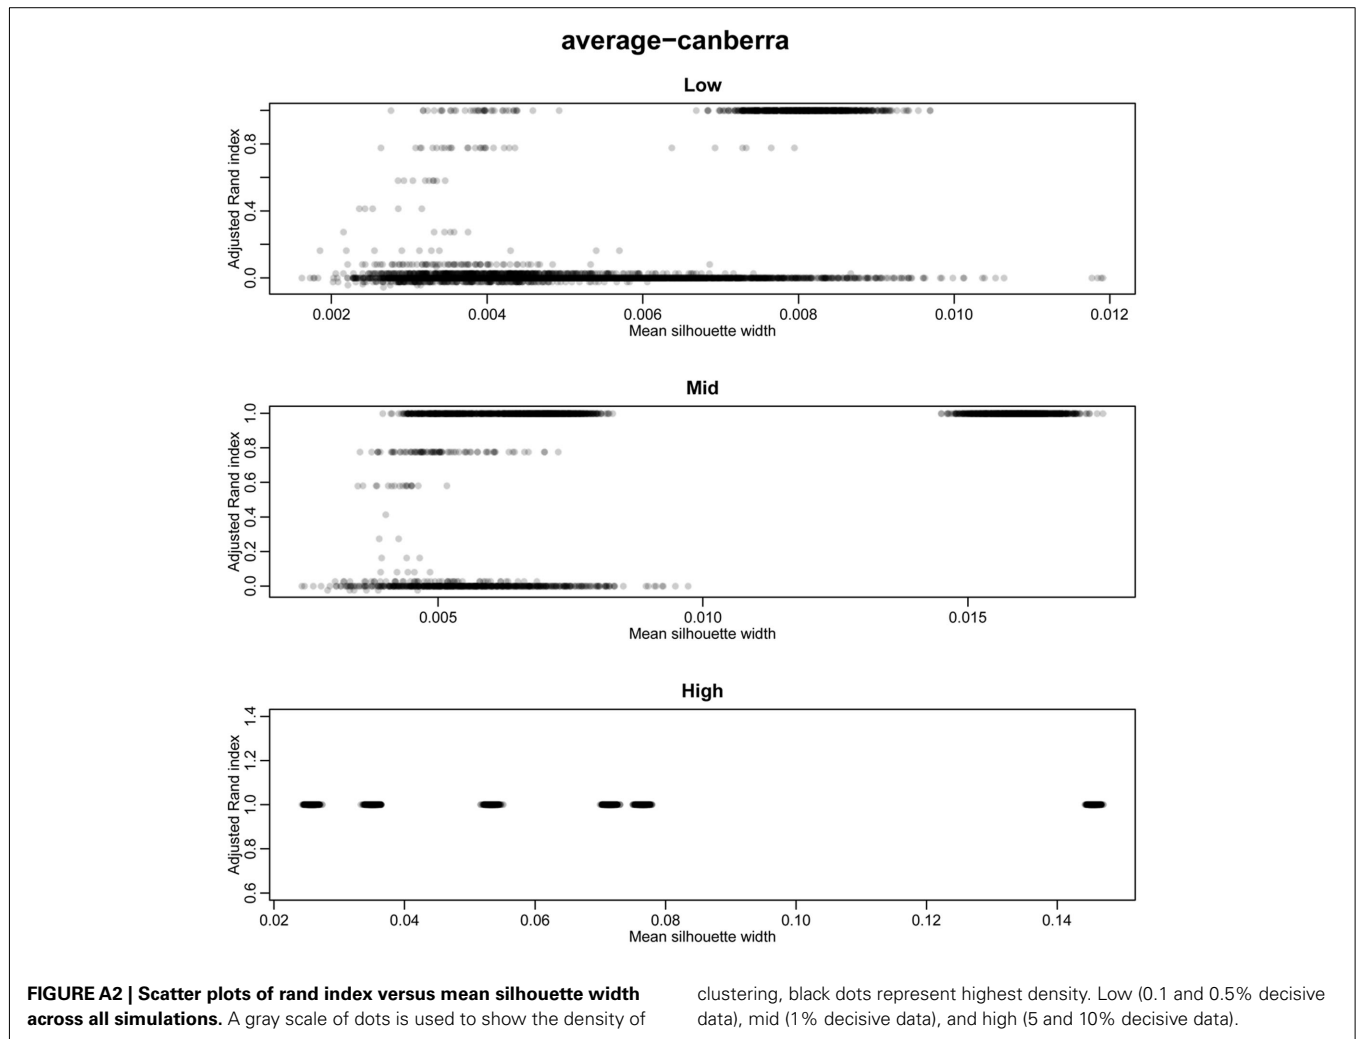 average−canberra
Low
Adjusted Rand index
0.0 0.4 0.8
0.002 0.004 0.006 0.008 0.010 0.012
Mean silhouette width
Mid
Adjusted Rand index
0.0 0.2 0.4 0.6 0.8 1.0
0.005 0.010 0.015
Mean silhouette width
High
Adjusted Rand index
0.6 0.8 1.0 1.2 1.4
0.02 0.04 0.06 0.08 0.10 0.12 0.14
Mean silhouette width
FIGURE A2 | Scatter plots of rand index versus mean silhouette width
across all simulations. A gray scale of dots is used to show the density of
clustering, black dots represent highest density. Low (0.1 and 0.5% decisive
data), mid (1% decisive data), and high (5 and 10% decisive data).